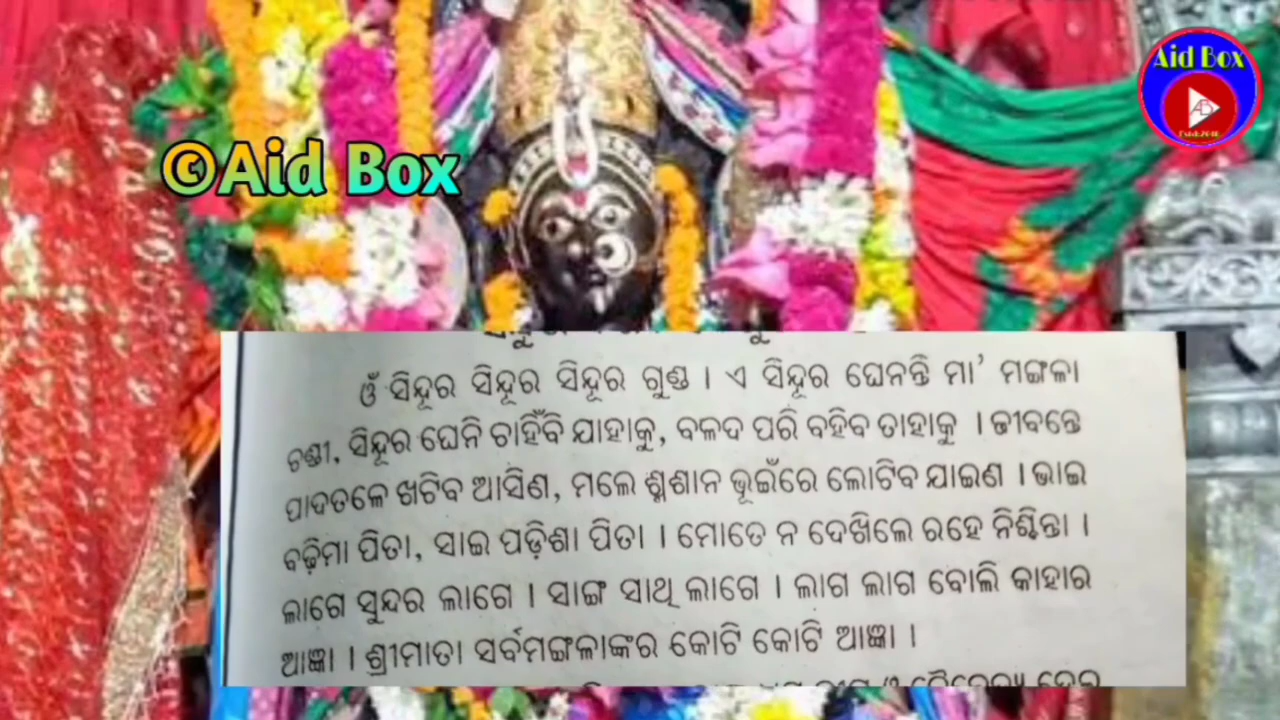 Aid Box
©Aid Box
ଓଁ ସିନ୍ଦୂର ସିନ୍ଦୂର ସିନ୍ଦୂର ଗୁଣ୍ଡ । ଏ ସିନ୍ଦୂର ଘେନନ୍ତି ମା’ ମଙ୍ଗଳା
ଚଣ୍ଡୀ, ସିନ୍ଦୂର ଘେନି ଚାହିଁବି ଯାହାକୁ, ବଳଦ ପରି ବହିବ ତାହାକୁ । ଜୀବନ୍ତେ
ପାଦତଳେ ଖଟିବ ଆସିଣ, ମଲେ ଶ୍ମଶାନ ଭୂଇଁରେ ଲୋଟିବ ଯାଇଣ । ଭାଇ
ବଢ଼ିମା ପିତା, ସାଇ ପଡ଼ିଶା ପିତା । ମୋତେ ନ ଦେଖିଲେ ରହେ ନିଶ୍ଚିନ୍ତା ।
ଲାଗେ ସୁନ୍ଦର ଲାଗେ । ସାଙ୍ଗ ସାଥି ଲାଗେ । ଲାଗ ଲାଗ ବୋଲି କାହାର
ଆଜ୍ଞା । ଶ୍ରୀମାତା ସର୍ବମଙ୍ଗଳାଙ୍କର କୋଟି କୋଟି ଆଜ୍ଞା ।